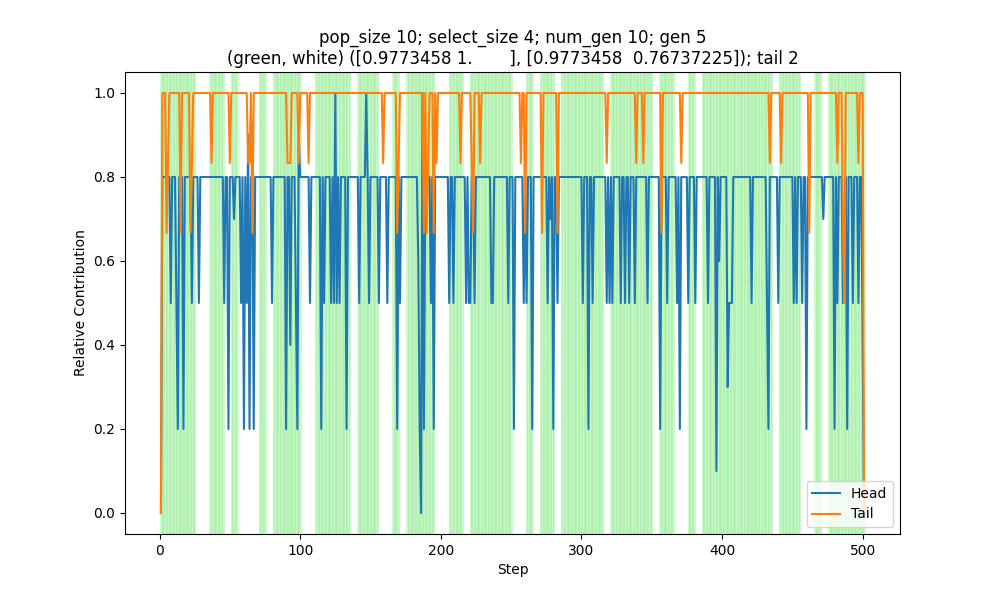 pop_size 10; select_size 4; num_gen 10; gen 5
(green, white) ([0.9773458 1.       ], [0.9773458  0.76737225]); tail 2
Relative Contribution
1.0
0.8
0.6
0.4
0.2
0.0
0
100
200
300
400
500
Step
Head
Tail